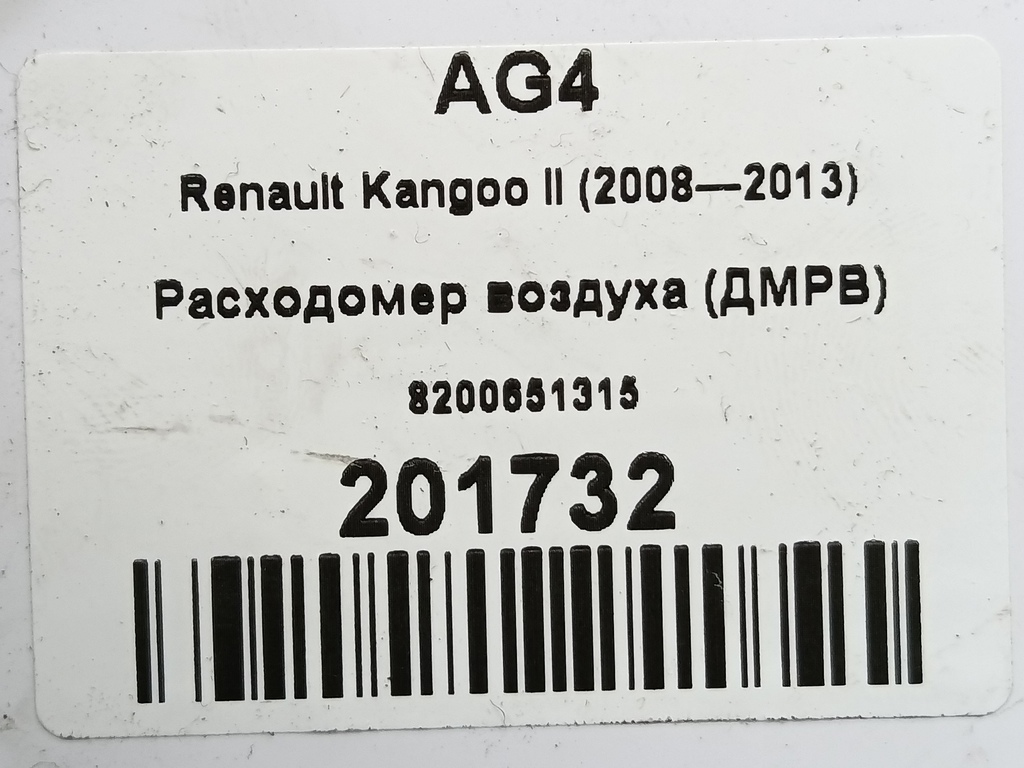 AG4
Renault Kangoo II (2008—2013)
Расходомер воздуха (ДМРВ)
8200651315
201732